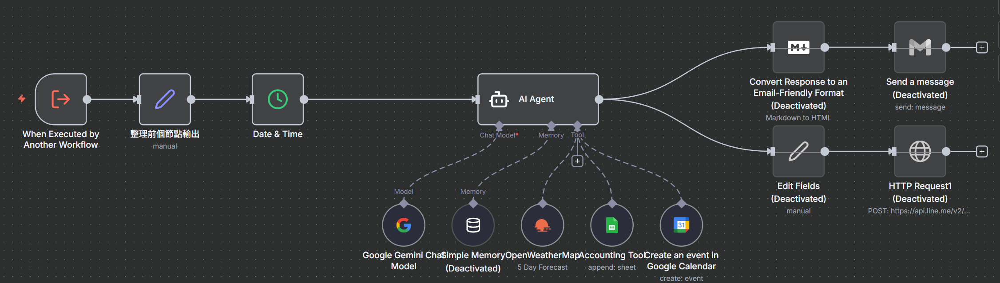 When Executed by
Another Workflow
整理前個節點輸出
manual
Date & Time
AI Agent
Chat Model*
Memory
Tool
Convert Response to an
Email-Friendly Format
(Deactivated)
Markdown to HTML
Send a message
(Deactivated)
send: message
Edit Fields
(Deactivated)
manual
HTTP Request1
(Deactivated)
POST: https://api.line.me/v2/...
Model
Memory
Google Gemini Chat
Model
Simple Memory
(Deactivated)
OpenWeatherMap
5 Day Forecast
Accounting Tool
append: sheet
31
Create an event in
Google Calendar
create: event